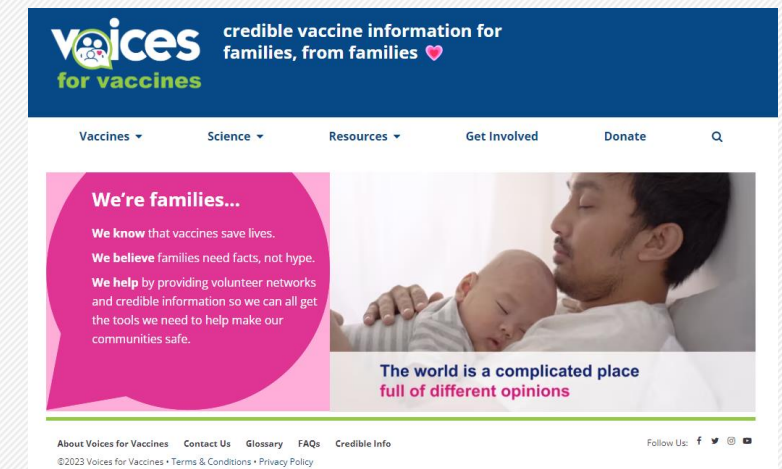 voices
for vaccines
credible vaccine information for
families, from families
Vaccines Science Resources Get Involved Donate
We're families...
We know that vaccines save lives.
We believe families need facts, not hype.
We help by providing volunteer networks
and credible information so we can all get
the tools we need to help make our
communities safe.
The world is a complicated place
full of different opinions
About Voices for Vaccines Contact Us Glossary FAQs Credible Info
Follow Us:
©2023 Voices for Vaccines • Terms & Conditions • Privacy Policy